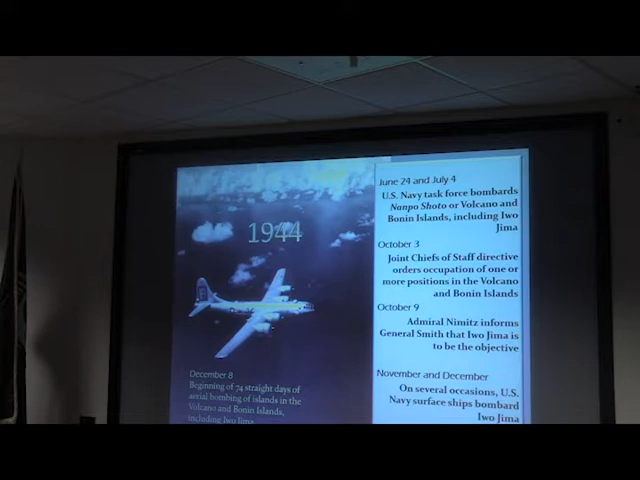 1944
December 8
Beginning of 74 straight days of
aerial bombing of islands in the
Volcano and Bonin Islands,
including Iwo Jima
June 24 and July 4
U.S. Navy task force bombards
Nanpo Shoto or Volcano and
Bonin Islands, including Iwo
Jima
October 3
Joint Chiefs of Staff directive
orders occupation of one or
more positions in the Volcano
and Bonin Islands
October 9
Admiral Nimitz informs
General Smith that Iwo Jima is
to be the objective
November and December
On several occasions, U.S.
Navy surface ships bombard
Iwo Jima